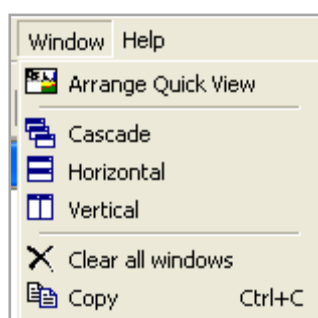 Window Help
Arrange Quick View
Cascade
Horizontal
Vertical
Clear all windows
Copy Ctrl+C